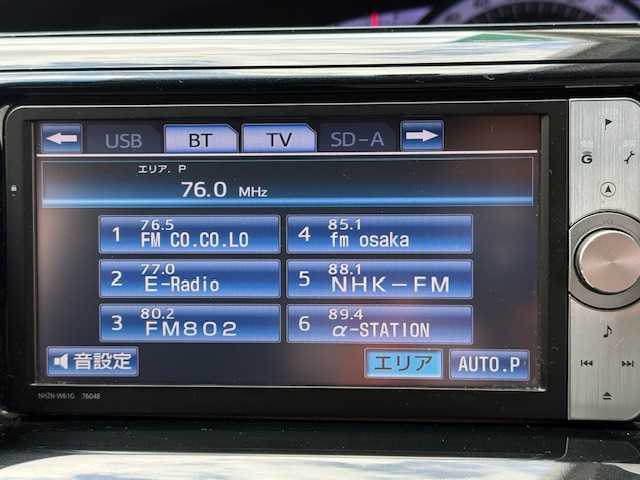 USB BT TV SD-A
エリア. P
76.0 MHz
1 76.5 FM CO.CO.LO
4 85.1 fm osaka
2 77.0 E-Radio
5 88.1 NHK-FM
3 80.2 FM802
6 89.4 α-STATION
音設定 エリア AUTO.P
NHZN-W61G 76048
G